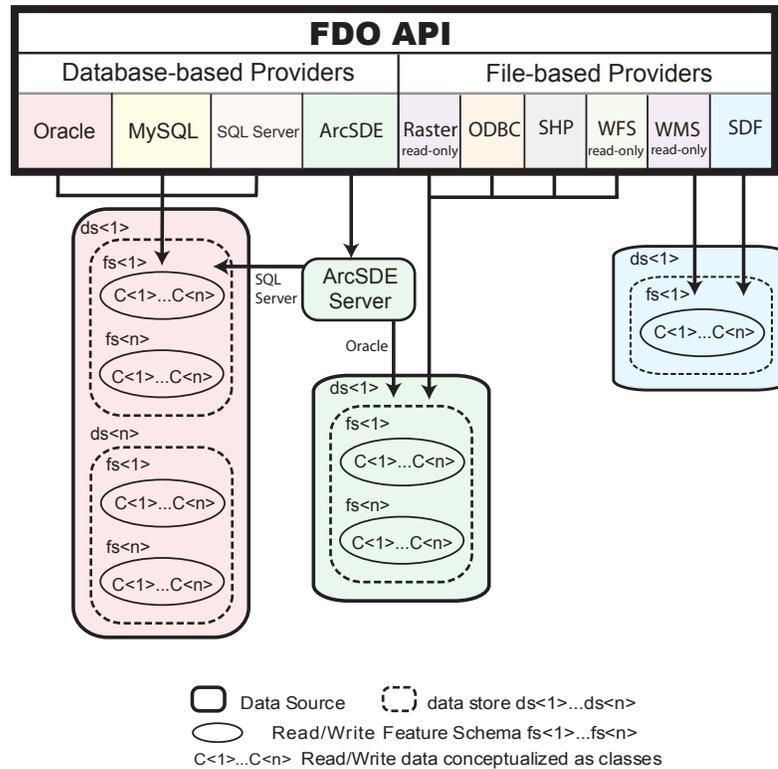 FDO API
Database-based Providers File-based Providers
Oracle MySQL SQL Server ArcSDE Raster ODBC SHP WFS WMS SDF
read-only read-only read-only
ds<1>
fs<1>
C<1>...C<n>
fs<n>
C<1>...C<n>
ds<n>
fs<1>
C<1>...C<n>
fs<n>
C<1>...C<n>
SQL
Server
ArcSDE
Server
Oracle
ds<1>
fs<1>
C<1>...C<n>
fs<n>
C<1>...C<n>
ds<1>
fs<1>
C<1>...C<n>
Data Source data store ds<1>...ds<n>
Read/Write Feature Schema fs<1>...fs<n>
C<1>...C<n> Read/Write data conceptualized as classes